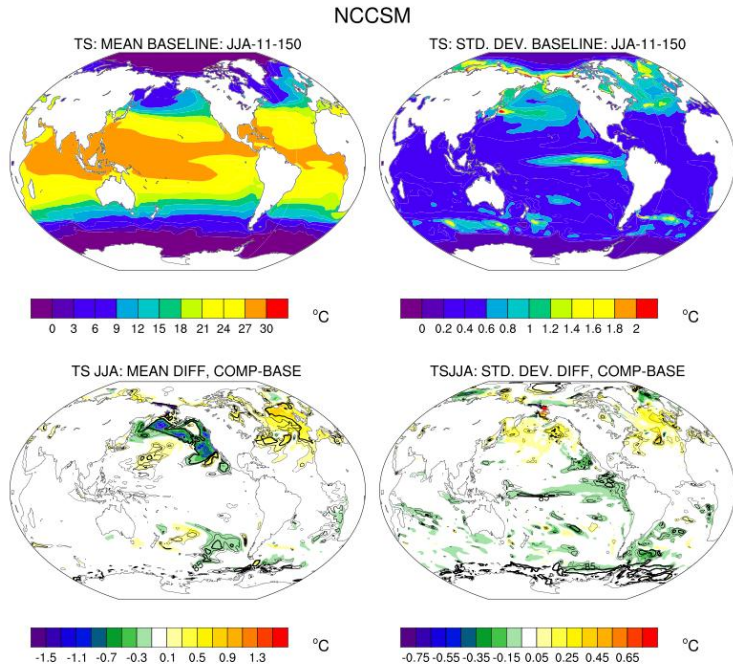 NCCSM
TS: MEAN BASELINE: JJA-11-150
TS: STD. DEV. BASELINE: JJA-11-150
0 3 6 9 12 15 18 21 24 27 30 °C
0 0.2 0.4 0.6 0.8 1 1.2 1.4 1.6 1.8 2 °C
TS JJA: MEAN DIFF, COMP-BASE
TSJJA: STD. DEV. DIFF, COMP-BASE
-1.5 -1.1 -0.7 -0.3 0.1 0.5 0.9 1.3 °C
-0.75 -0.55 -0.35 -0.15 0.05 0.25 0.45 0.65 °C